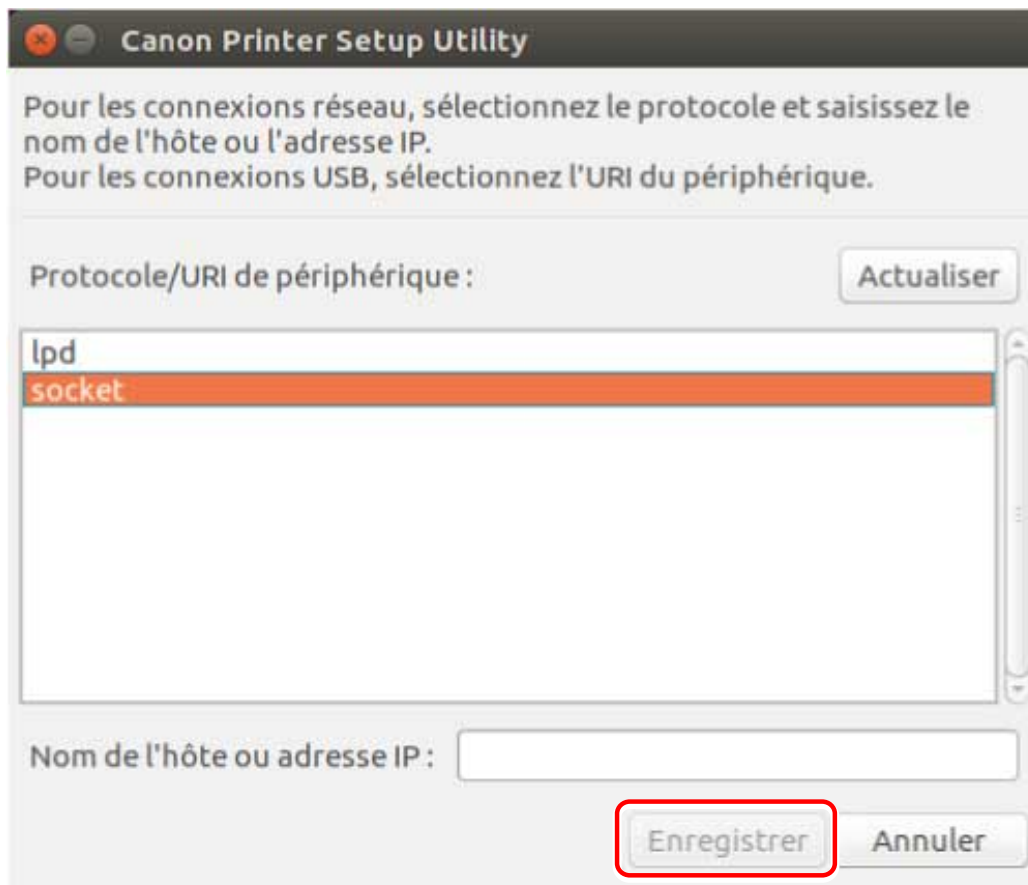 Canon Printer Setup Utility
Pour les connexions réseau, sélectionnez le protocole et saisissez le
nom de l'hôte ou l'adresse IP.
Pour les connexions USB, sélectionnez l'URI du périphérique.
Protocole/URI de périphérique :
Actualiser
lpd
socket
Nom de l'hôte ou adresse IP :
Enregistrer
Annuler